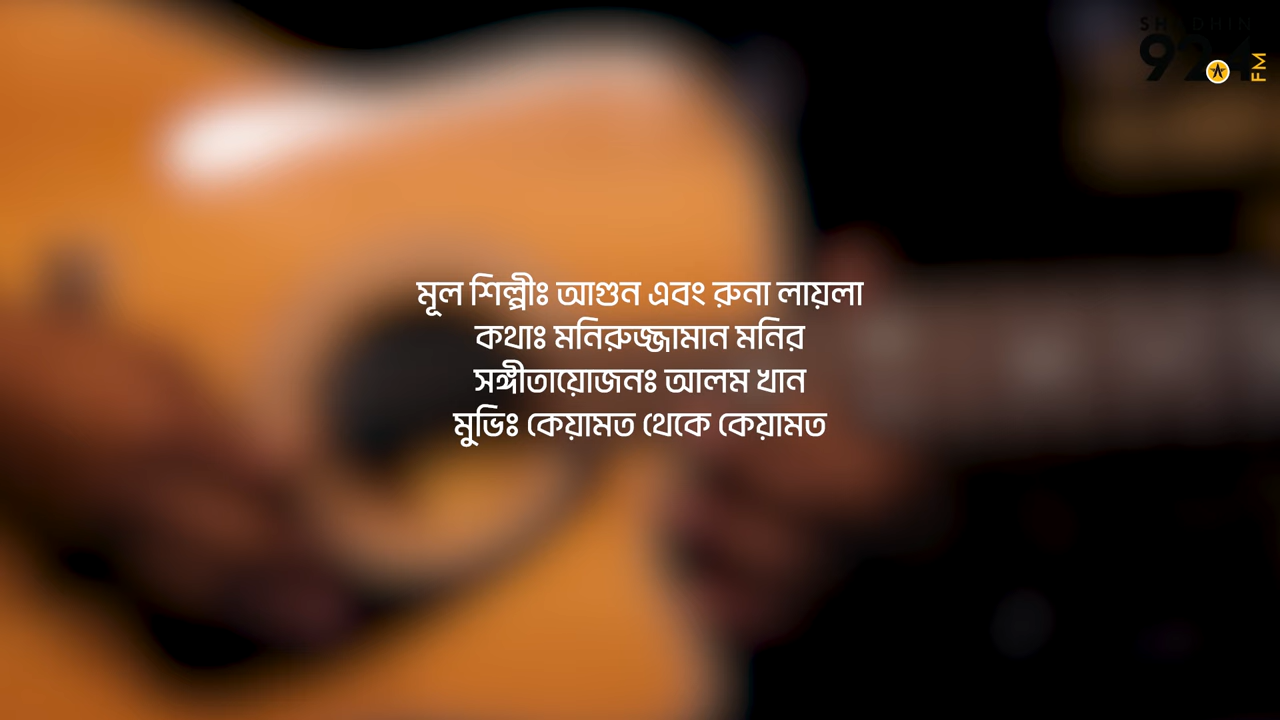 SHADHIN
92.4
FM
মূল শিল্পীঃ আগুন এবং রুনা লায়লা
কথাঃ মনিরুজ্জামান মনির
সঙ্গীতায়োজনঃ আলম খান
মুভিঃ কেয়ামত থেকে কেয়ামত